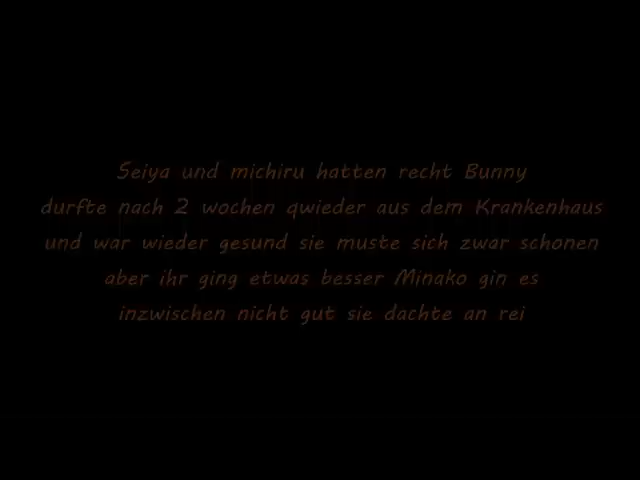 Seiya und michiru hatten recht Bunny
durfte nach 2 wochen qwieder aus dem Krankenhaus
und war wieder gesund sie muste sich zwar schonen
aber ihr ging etwas besser Minako gin es
inzwischen nicht gut sie dachte an rei